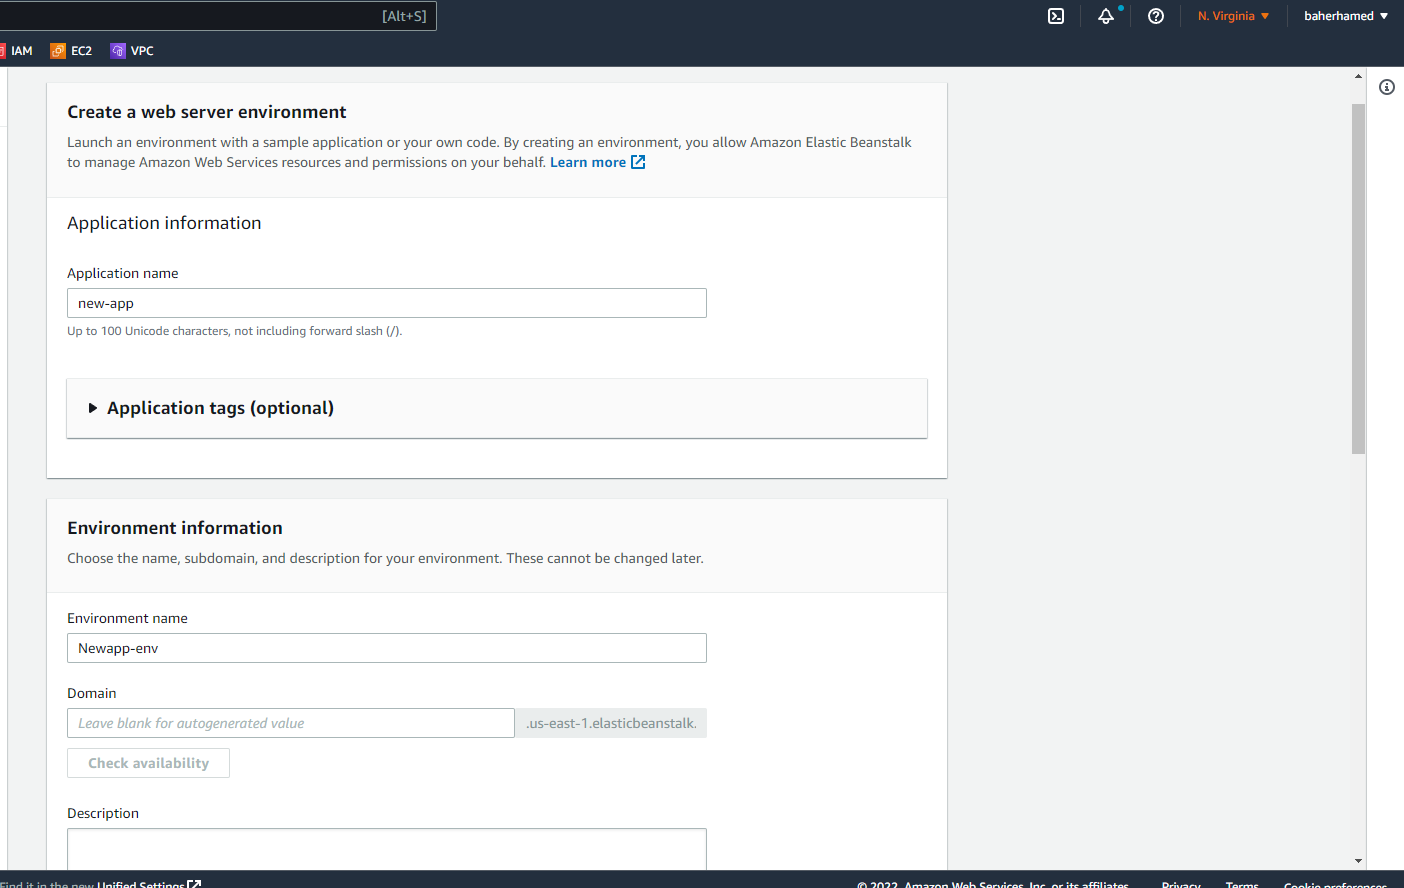 [Alt+S]
N. Virginia
baherhamed
IAM
EC2
VPC
Create a web server environment
Launch an environment with a sample application or your own code. By creating an environment, you allow Amazon Elastic Beanstalk
to manage Amazon Web Services resources and permissions on your behalf. Learn more
Application information
Application name
new-app
Up to 100 Unicode characters, not including forward slash (/).
Application tags (optional)
Environment information
Choose the name, subdomain, and description for your environment. These cannot be changed later.
Environment name
Newapp-env
Domain
Leave blank for autogenerated value
.us-east-1.elasticbeanstalk.
Check availability
Description
Find it in the new Unified Settings
© 2022, Amazon Web Services, Inc. or its affiliates.
Privacy
Terms
Cookie preferences